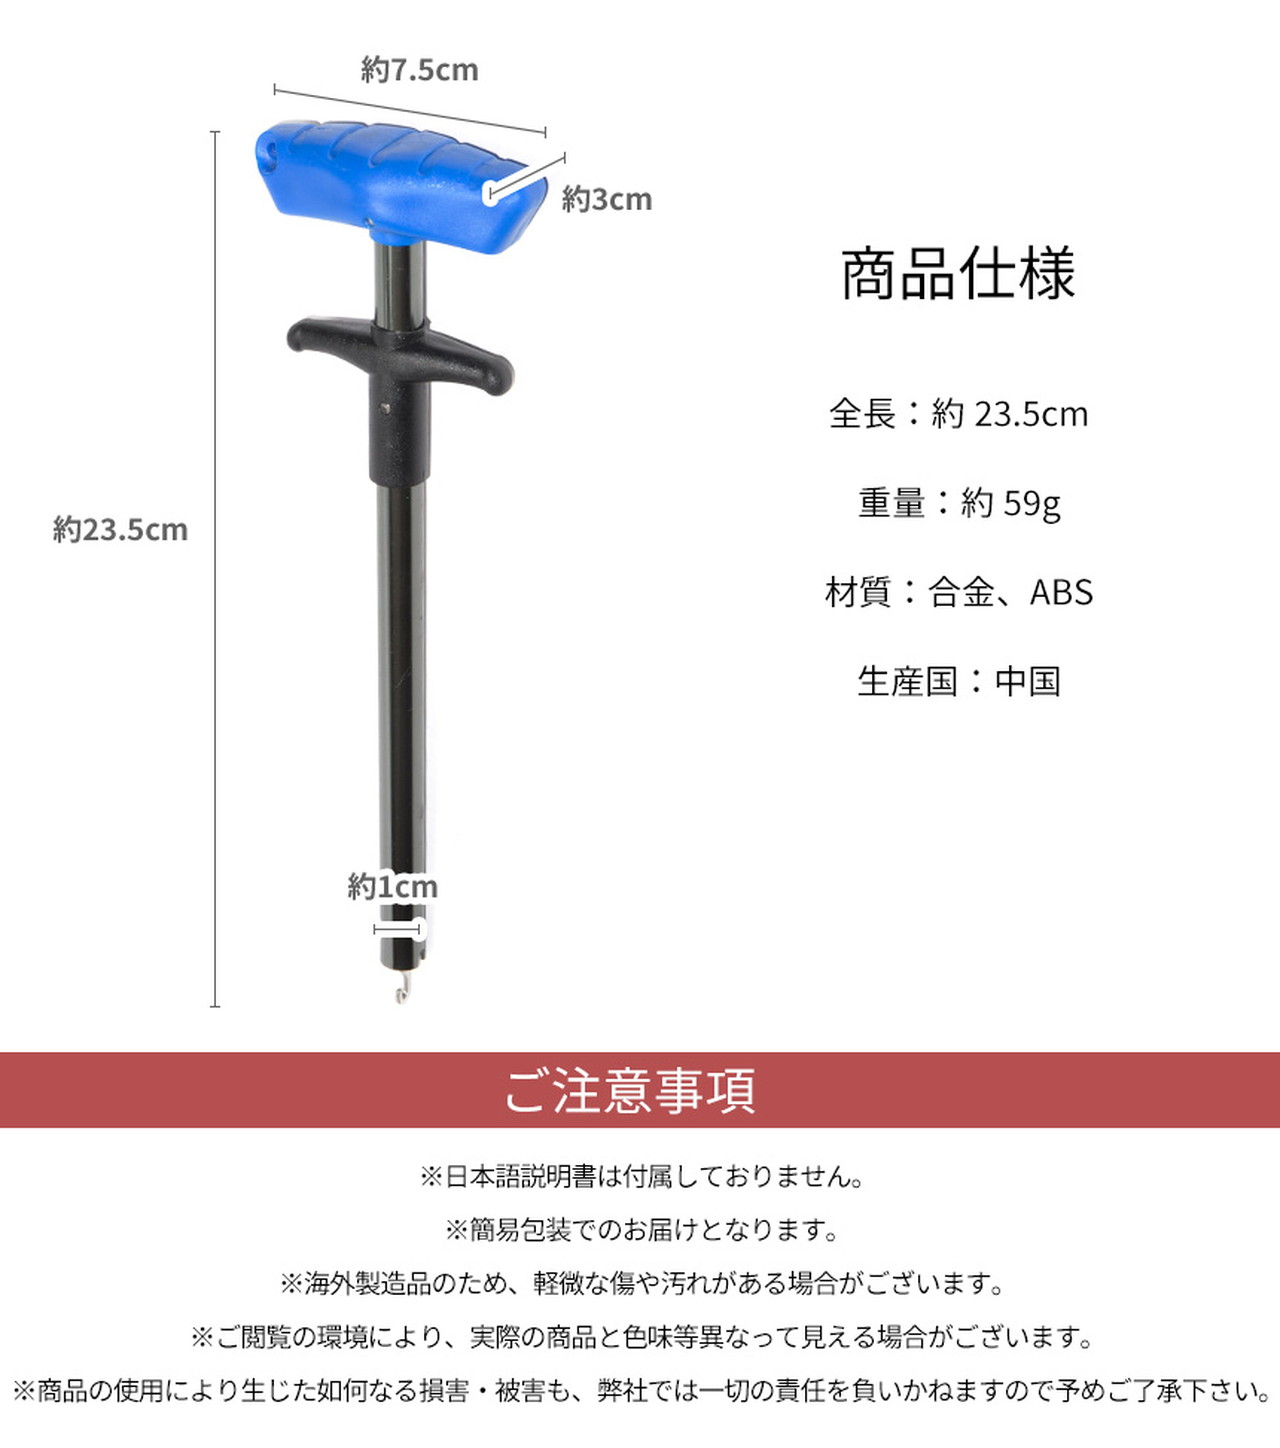 約7.5cm
約3cm
商品仕様
全長：約 23.5cm
重量：約 59g
約23.5cm
材質：合金、ABS
生産国：中国
約1cm
ご注意事項
※日本語説明書は付属しておりません。
※簡易包装でのお届けとなります。
※海外製造品のため、軽微な傷や汚れがある場合がございます。
※ご閲覧の環境により、実際の商品と色味等異なって見える場合がございます。
※商品の使用により生じた如何なる損害・被害も、弊社では一切の責任を負いかねますので予めご了承下さい。